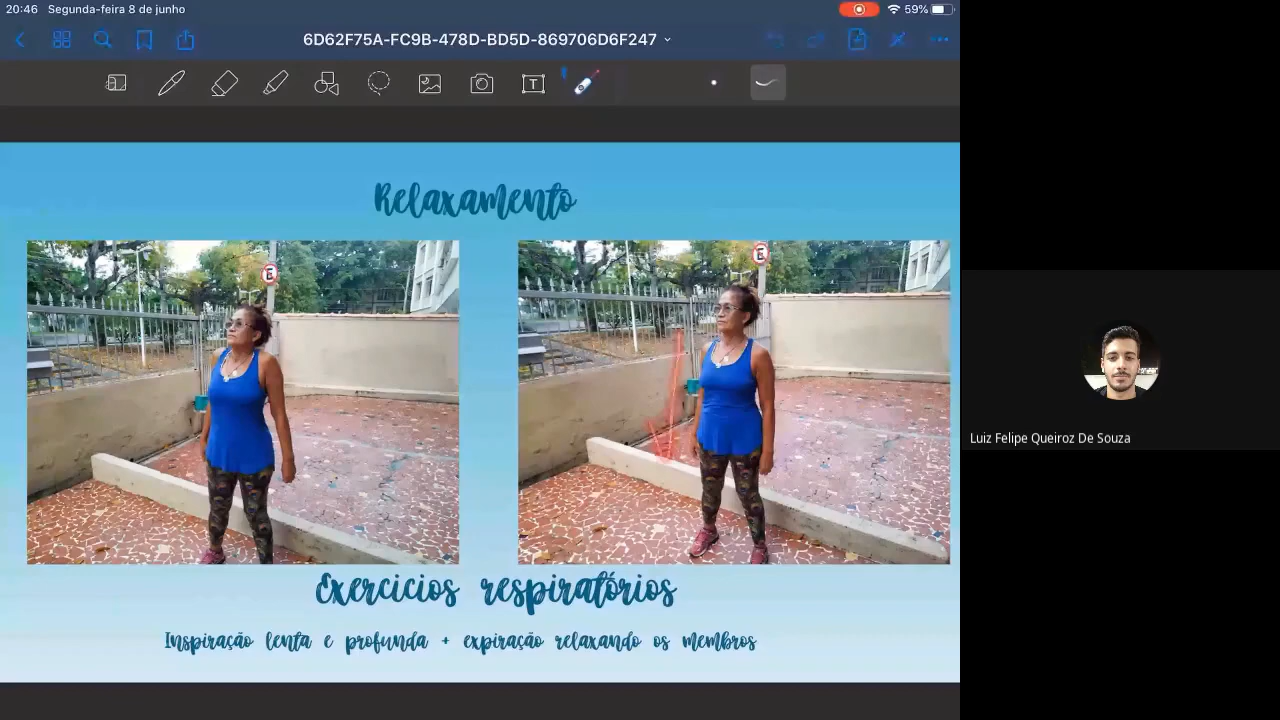 20:46 Segunda-feira 8 de junho
59%
6D62F75A-FC9B-478D-BD5D-869706D6F247
T
Relaxamento
E
E
Exercicios respiratórios
Inspiração lenta e profunda + expiração relaxando os membros
Luiz Felipe Queiroz De Souza